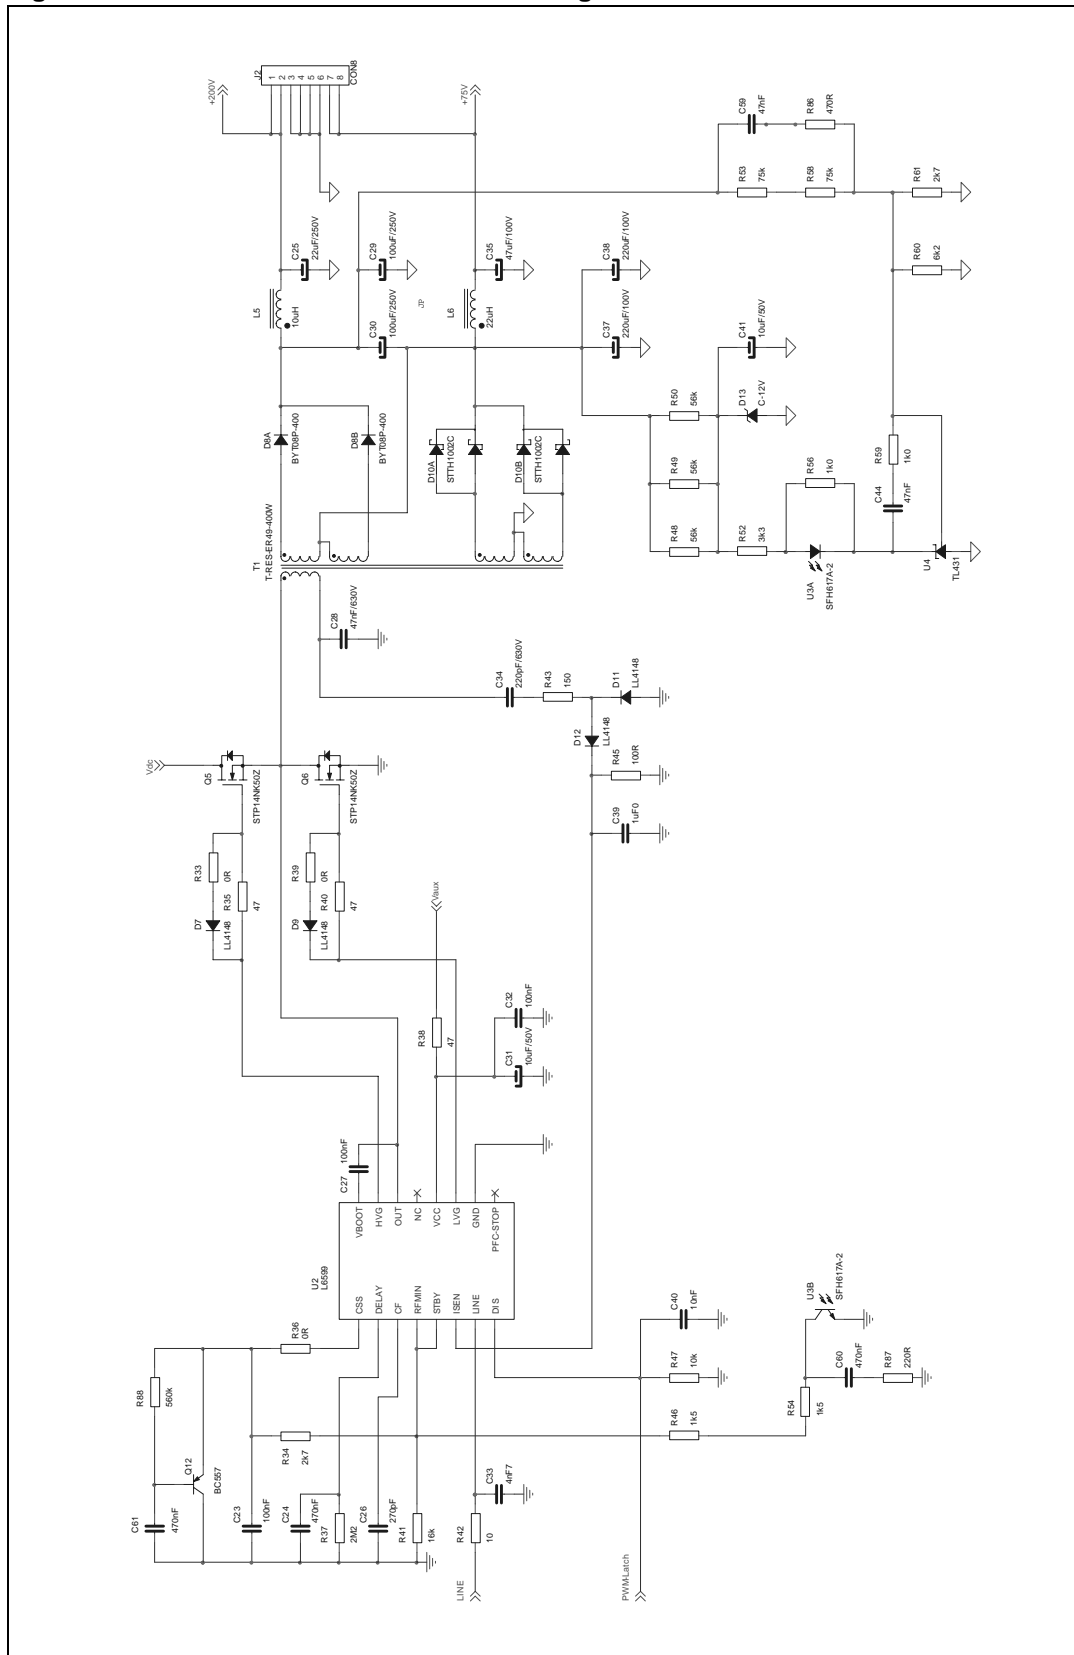 J2
CON8
1
2
3
4
5
6
7
8
+200V
+75V
C59
47nF
R86
470R
R53
75k
R58
75k
R61
2k7
R60
6k2
C25
22uF/250V
C29
100uF/250V
C35
47uF/100V
C38
220uF/100V
L5
10uH
L6
22uH
JP
C30
100uF/250V
C37
220uF/100V
C41
10uF/50V
D8A
BYT08P-400
D8B
BYT08P-400
D10A
STTH1002C
D10B
STTH1002C
R50
56k
R49
56k
R48
56k
D13
C-12V
R52
3k3
R56
1k0
R59
1k0
C44
47nF
U3A
SFH617A-2
U4
TL431
T1
T-RES-ER49-400W
C28
47nF/630V
C34
220pF/630V
R43
150
D11
LL4148
D12
LL4148
R45
100R
C39
1uF0
Vdc
Q5
STP14NK50Z
Q6
STP14NK50Z
R33
0R
R35
47
D7
LL4148
R39
0R
R40
47
D9
LL4148
Vaux
R38
47
C32
100nF
C31
10uF/50V
C27
100nF
U2
L6599
VBOOT
HVG
OUT
NC
VCC
LVG
GND
PFC-STOP
CSS
DELAY
CF
RFMIN
STBY
ISEN
LINE
DIS
R36
0R
R88
560k
Q12
BC557
C61
470nF
C23
100nF
R34
2k7
C24
470nF
R37
2M2
C26
270pF
R41
16k
R42
10
C33
4nF7
LINE
PWM-Latch
R46
1k5
R47
10k
C40
10nF
U3B
SFH617A-2
R54
1k5
C60
470nF
R87
220R